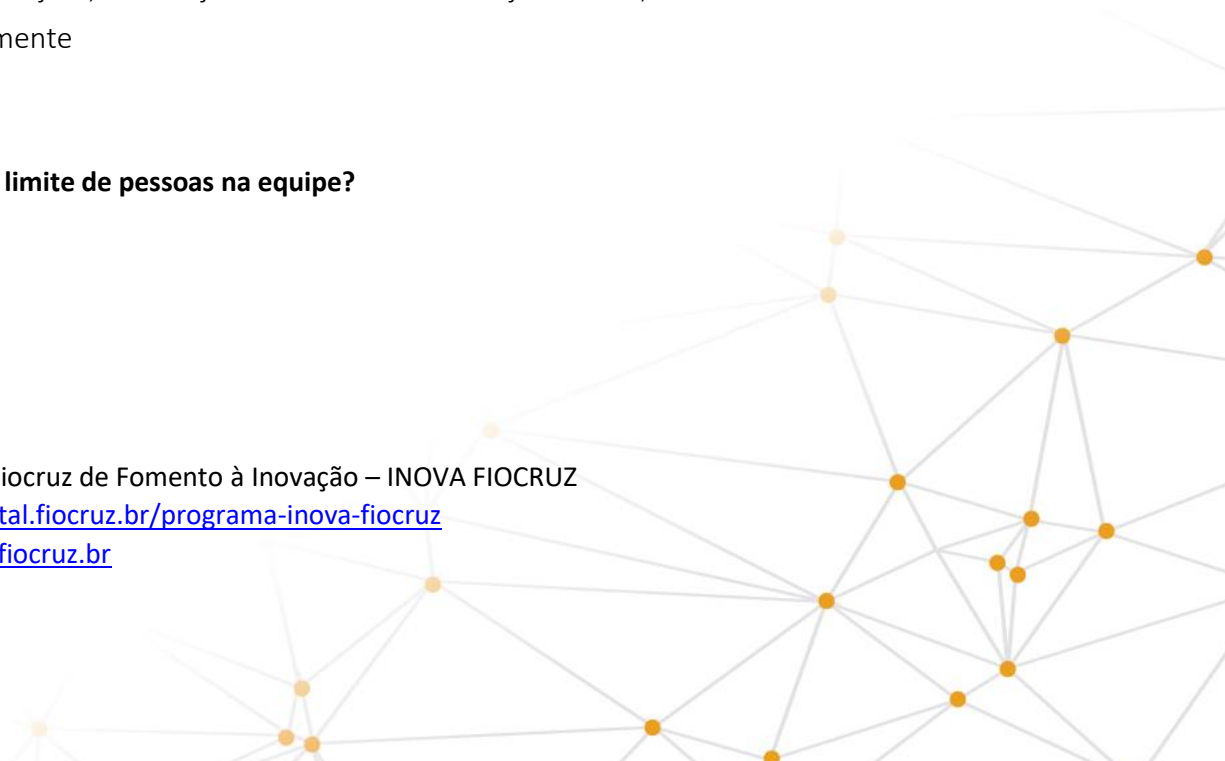 mente
limite de pessoas na equipe?
iocruz de Fomento à Inovação – INOVA FIOCRUZ
tal.fiocruz.br/programa-inova-fiocruz
fiocruz.br